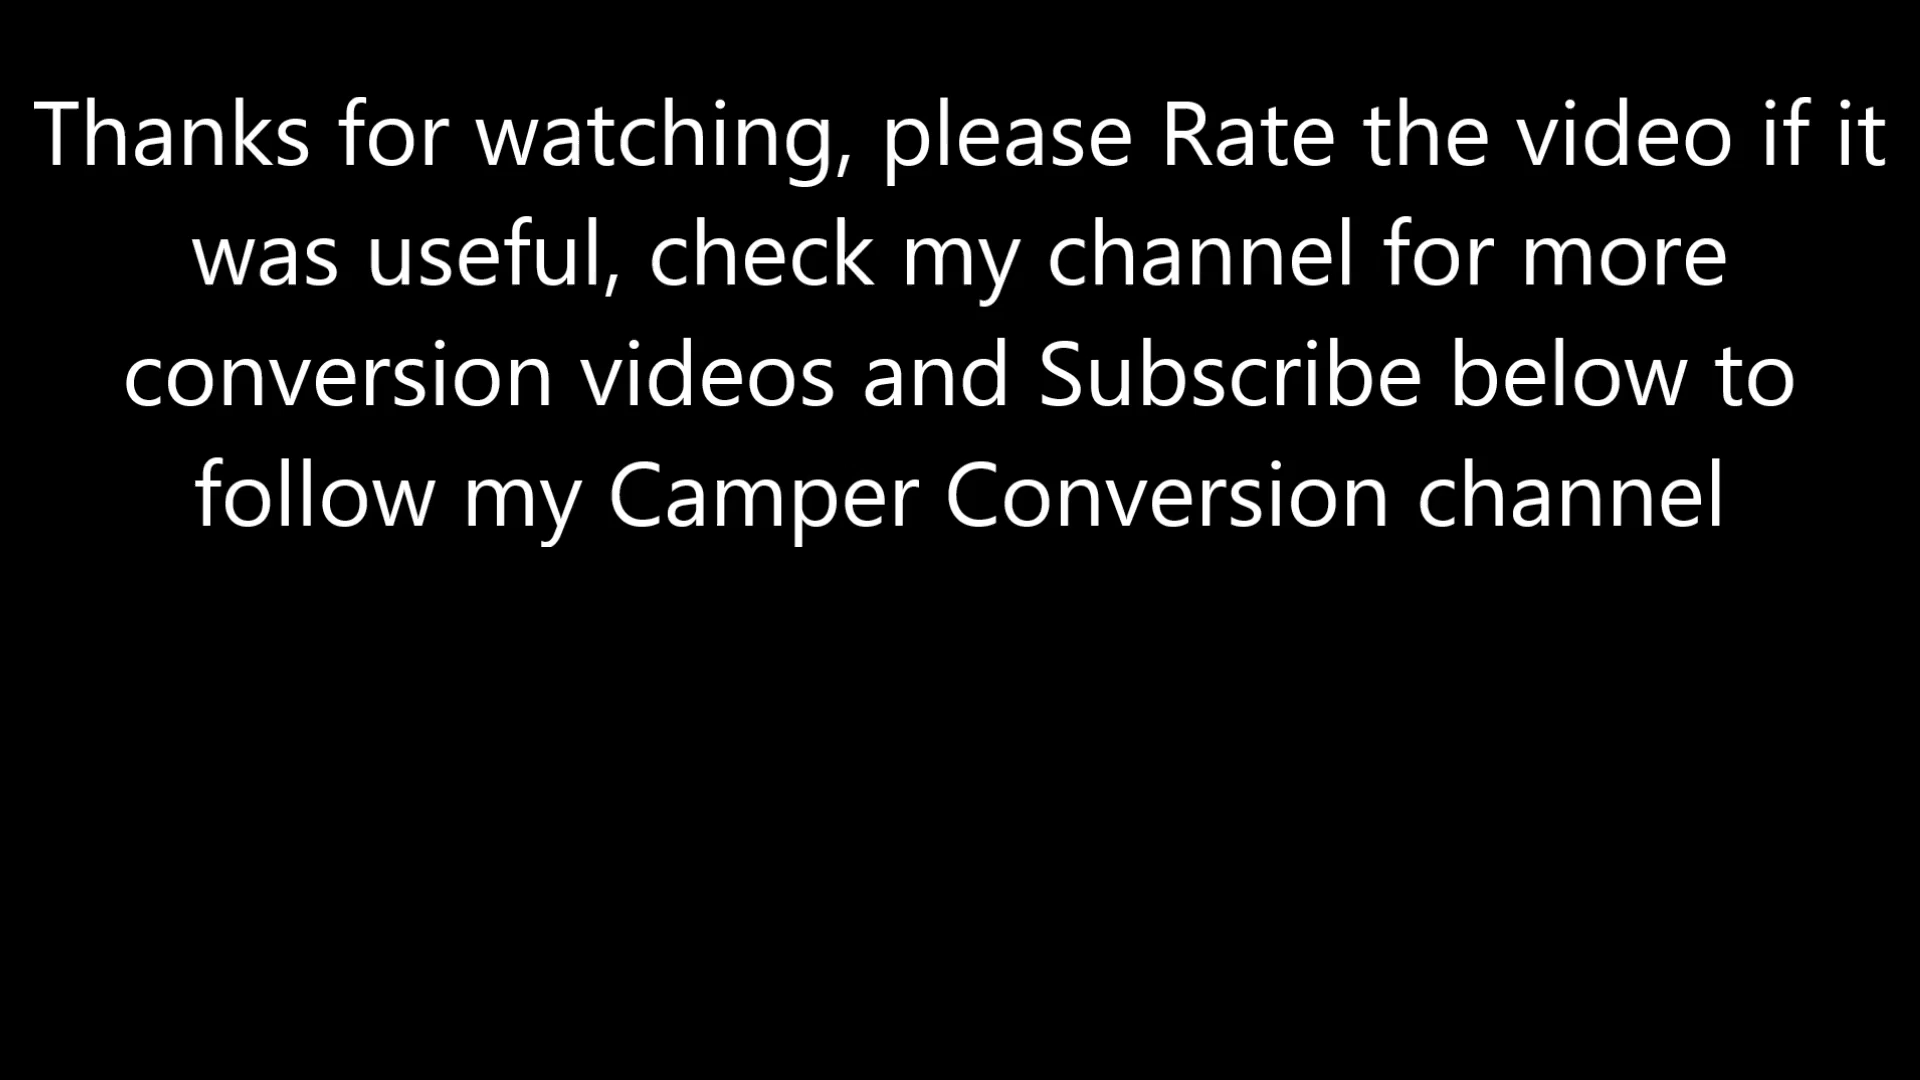 Thanks for watching, please Rate the video if it
was useful, check my channel for more
conversion videos and Subscribe below to
follow my Camper Conversion channel